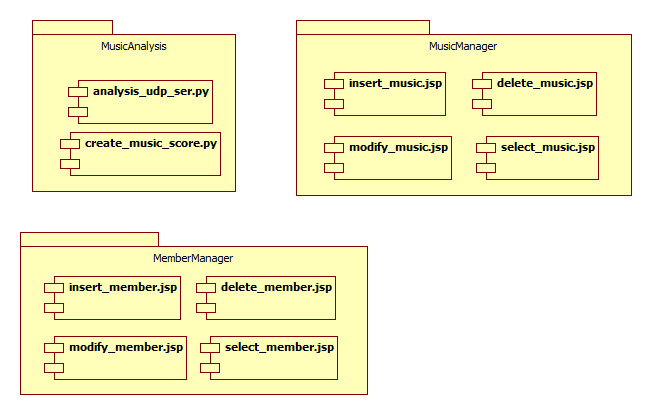 MusicAnalysis
analysis_udp_ser.py
create_music_score.py
MusicManager
insert_music.jsp
delete_music.jsp
modify_music.jsp
select_music.jsp
MemberManager
insert_member.jsp
delete_member.jsp
modify_member.jsp
select_member.jsp